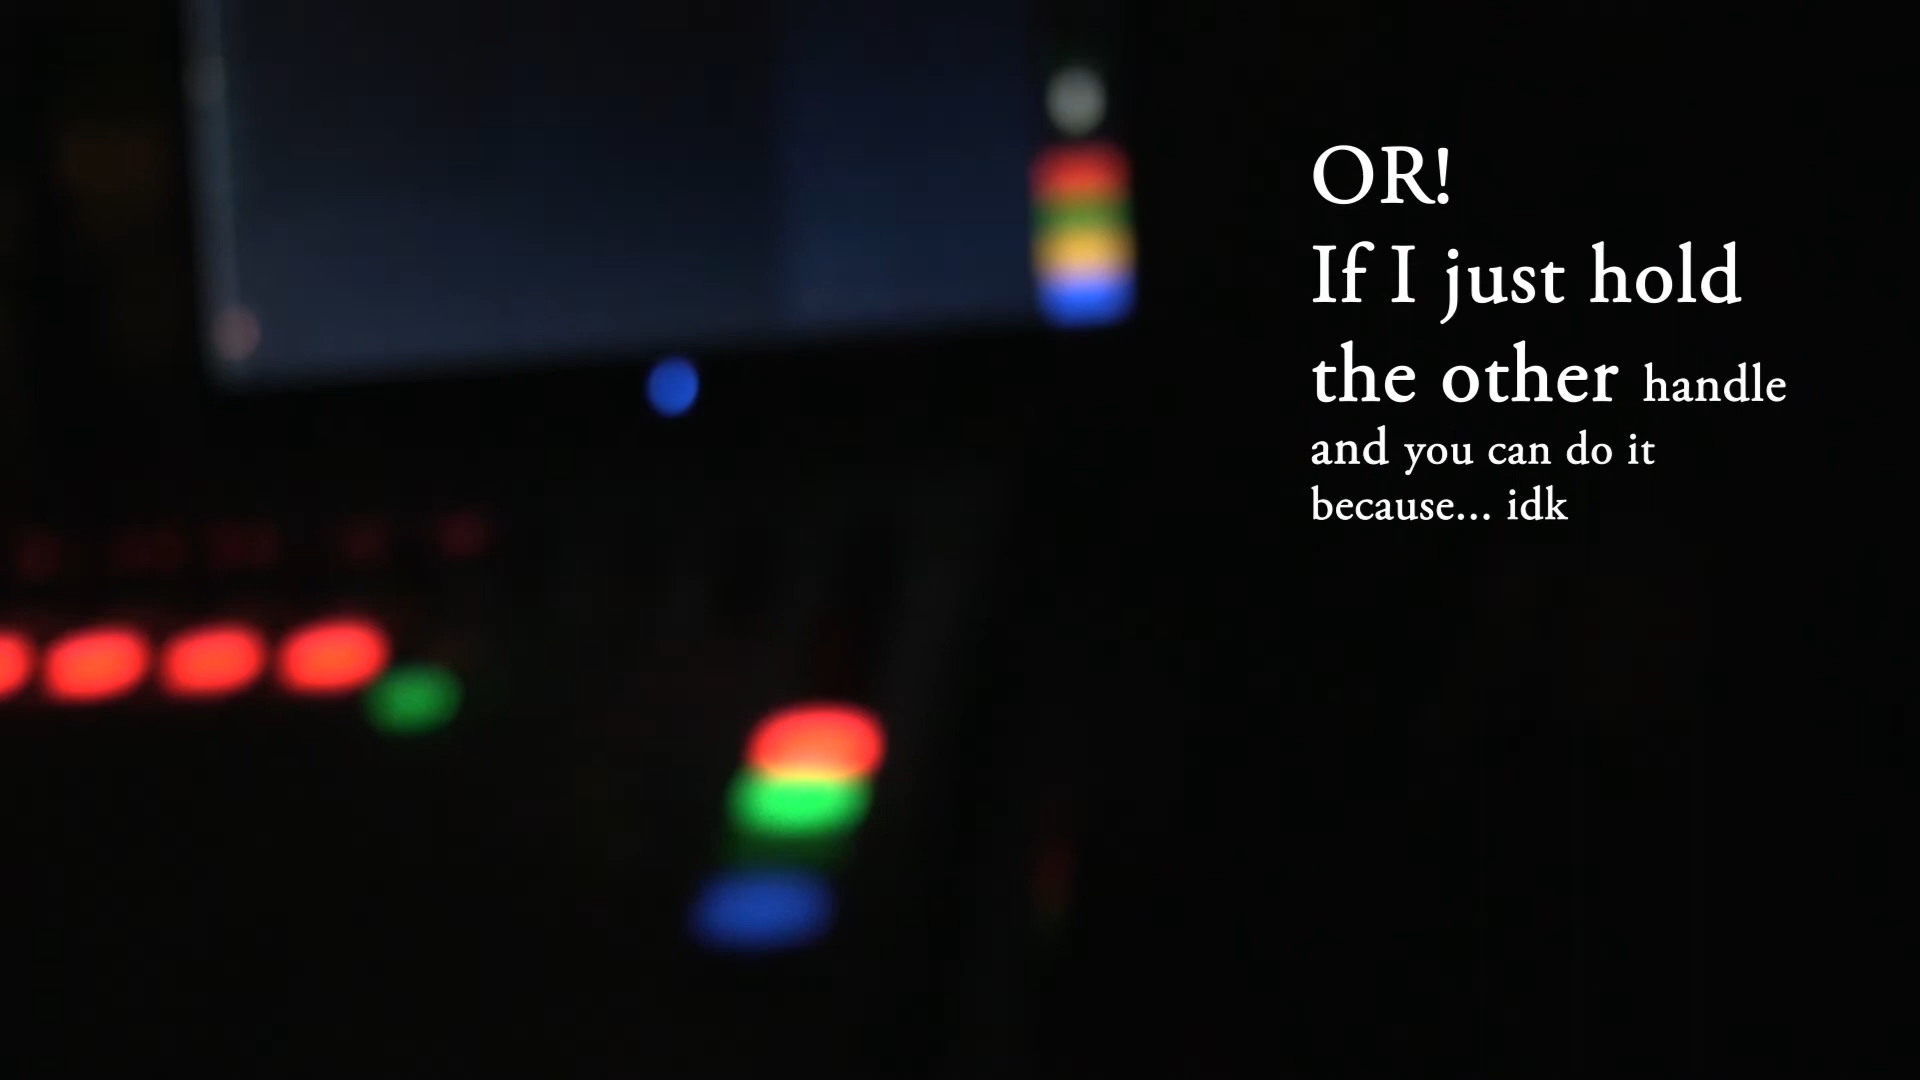 OR!
If I just hold
the other handle
and you can do it
because... idk